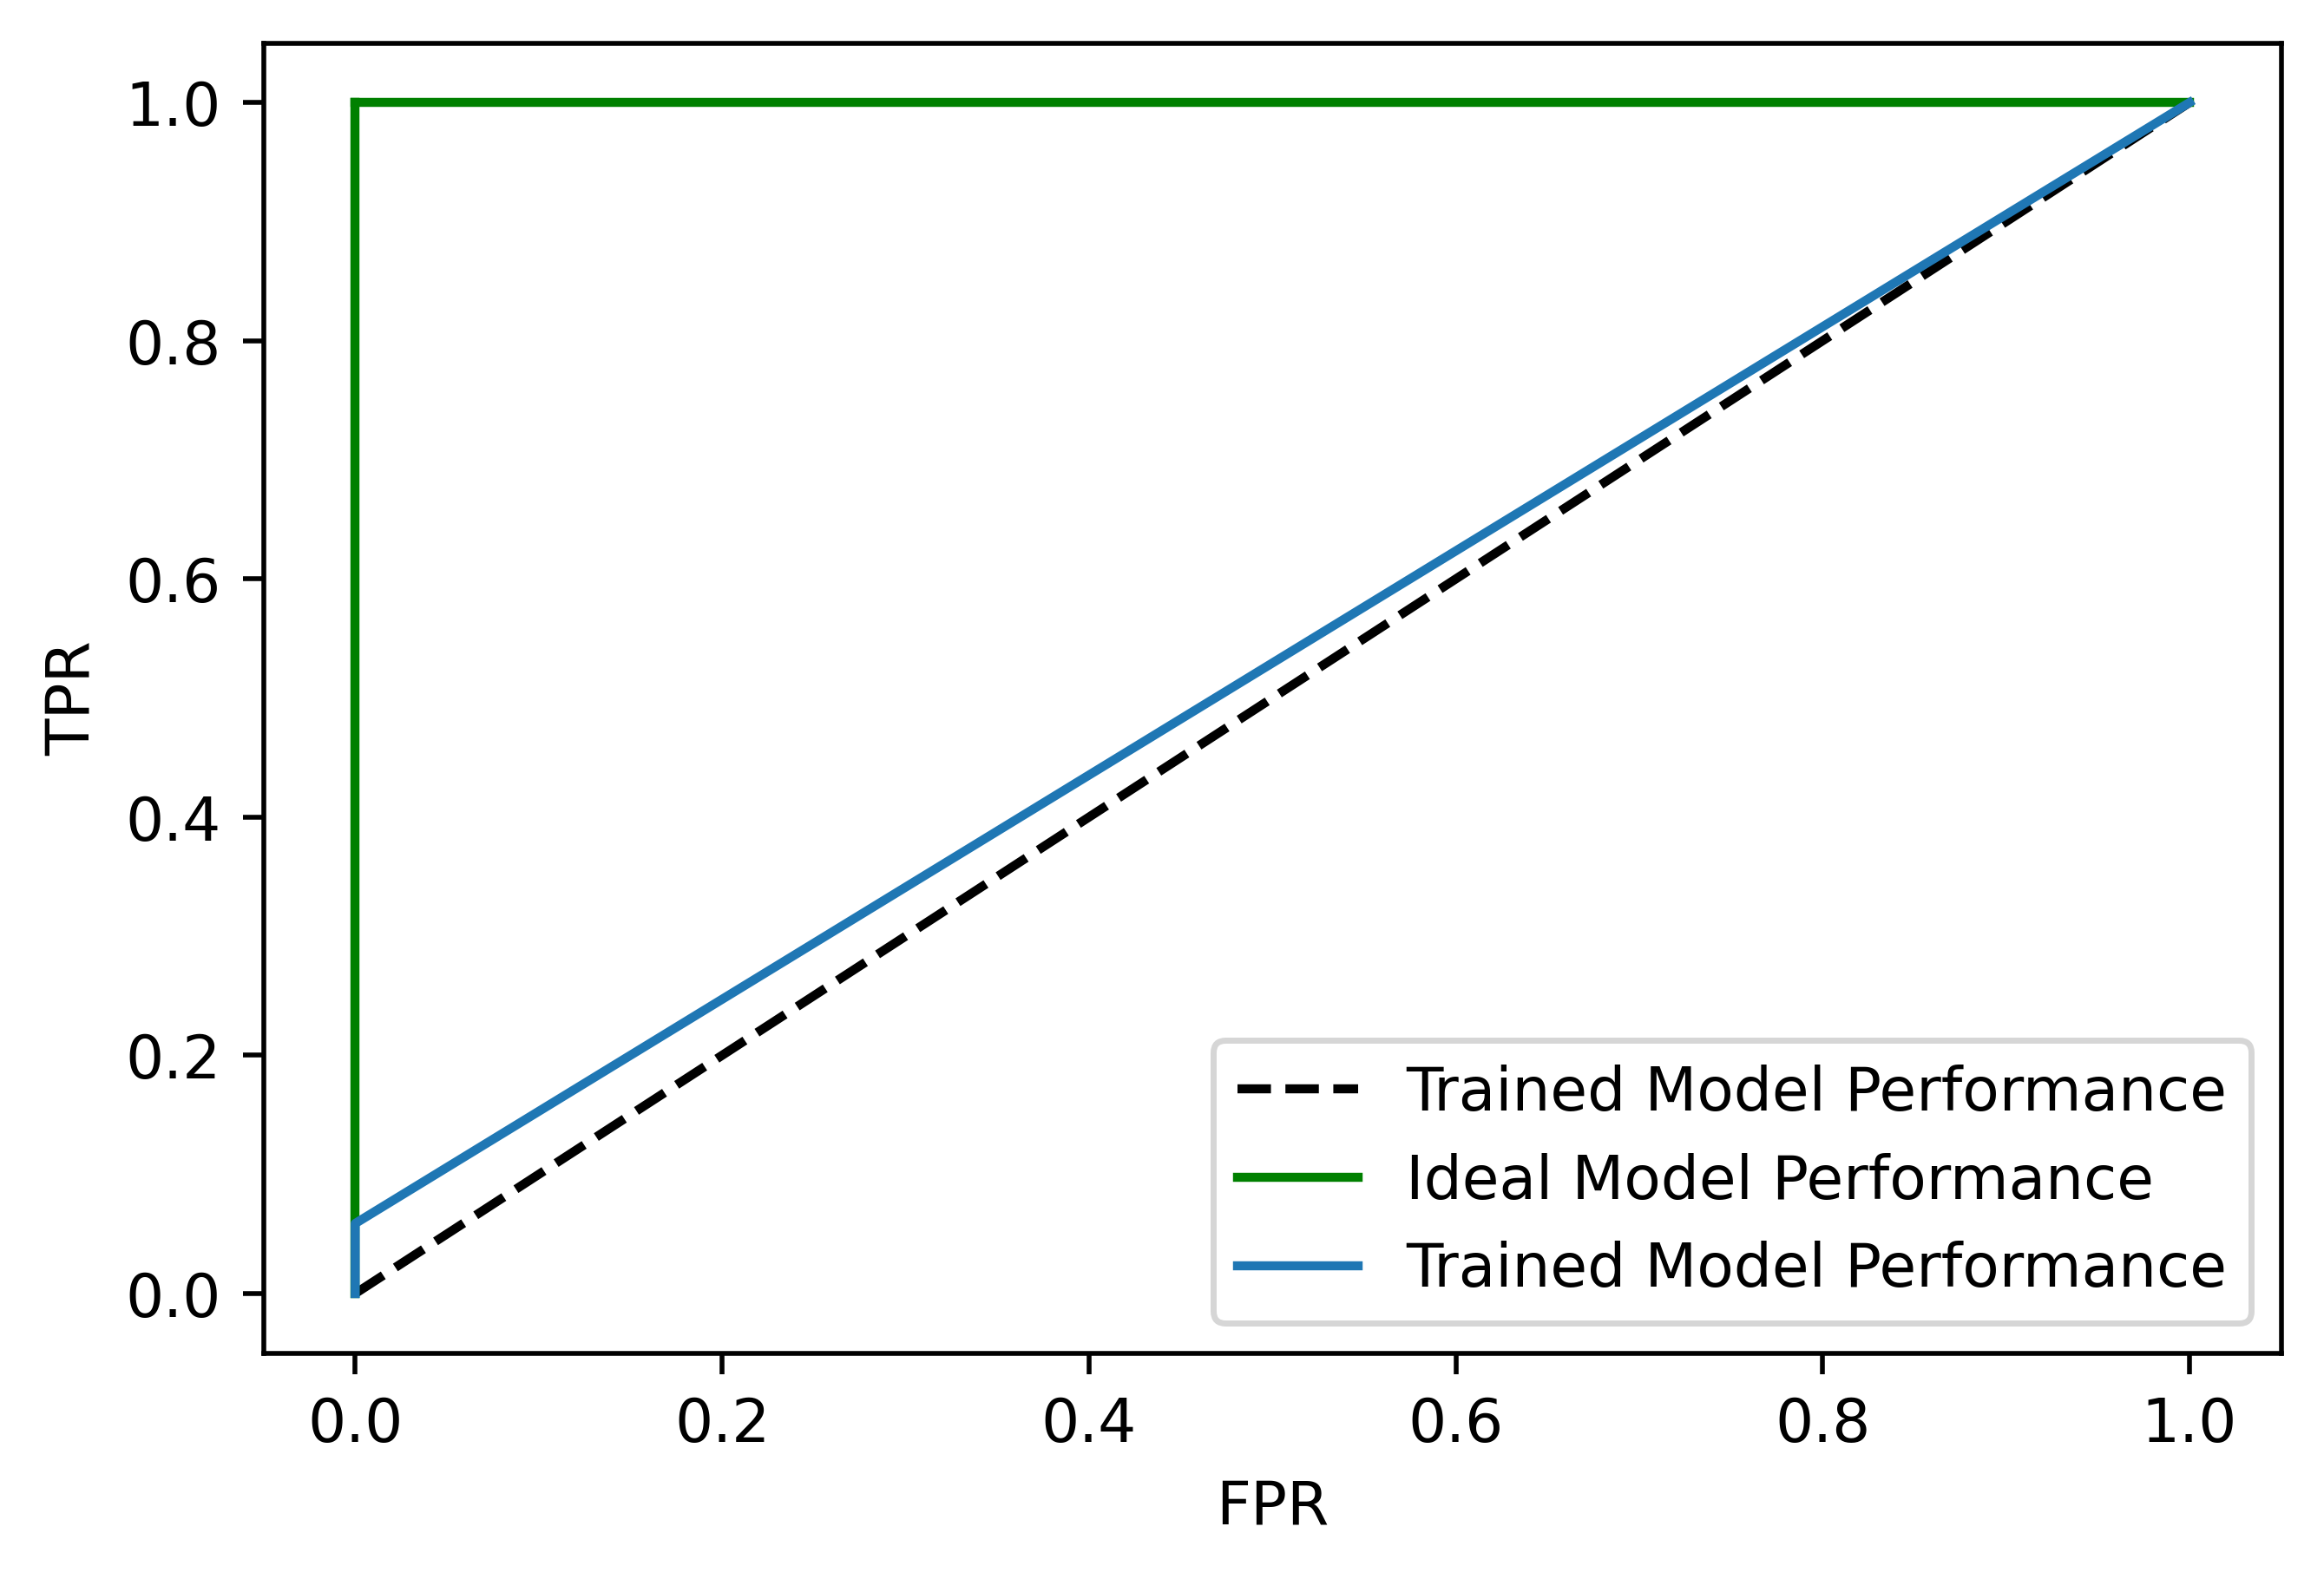 1.0
0.8
0.6
0.4
0.2
0.0
TPR
Trained Model Performance
Ideal Model Performance
Trained Model Performance
0.0 0.2 0.4 0.6 0.8 1.0
FPR